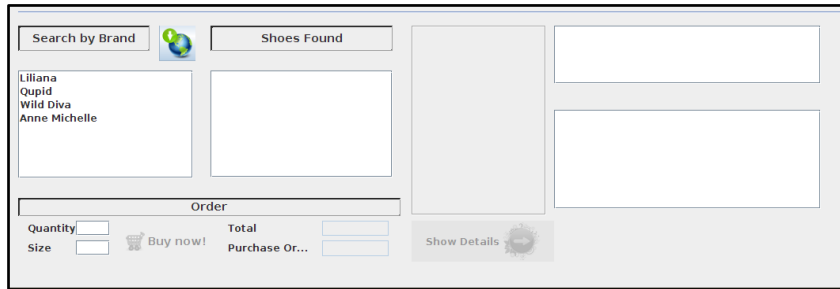 Search by Brand
Shoes Found
Liliana
Qupid
Wild Diva
Anne Michelle
Order
Quantity
Size
Buy now!
Total
Purchase Or...
Show Details